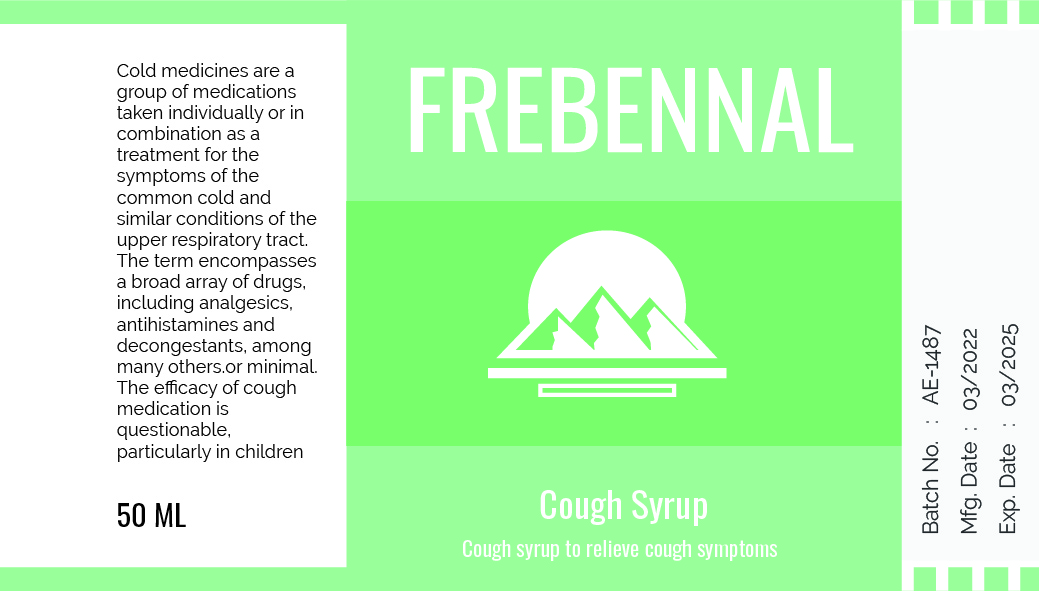 Cold medicines are a
group of medications
taken individually or in
combination as a
treatment for the
symptoms of the
common cold and
similar conditions of the
upper respiratory tract.
The term encompasses
a broad array of drugs,
including analgesics,
antihistamines and
decongestants, among
many others.or minimal.
The efficacy of cough
medication is
questionable,
particularly in children
50 ML
FREBENNAL
Cough Syrup
Cough syrup to relieve cough symptoms
Batch No. : AE-1487
Mfg. Date : 03/2022
Exp. Date : 03/2025